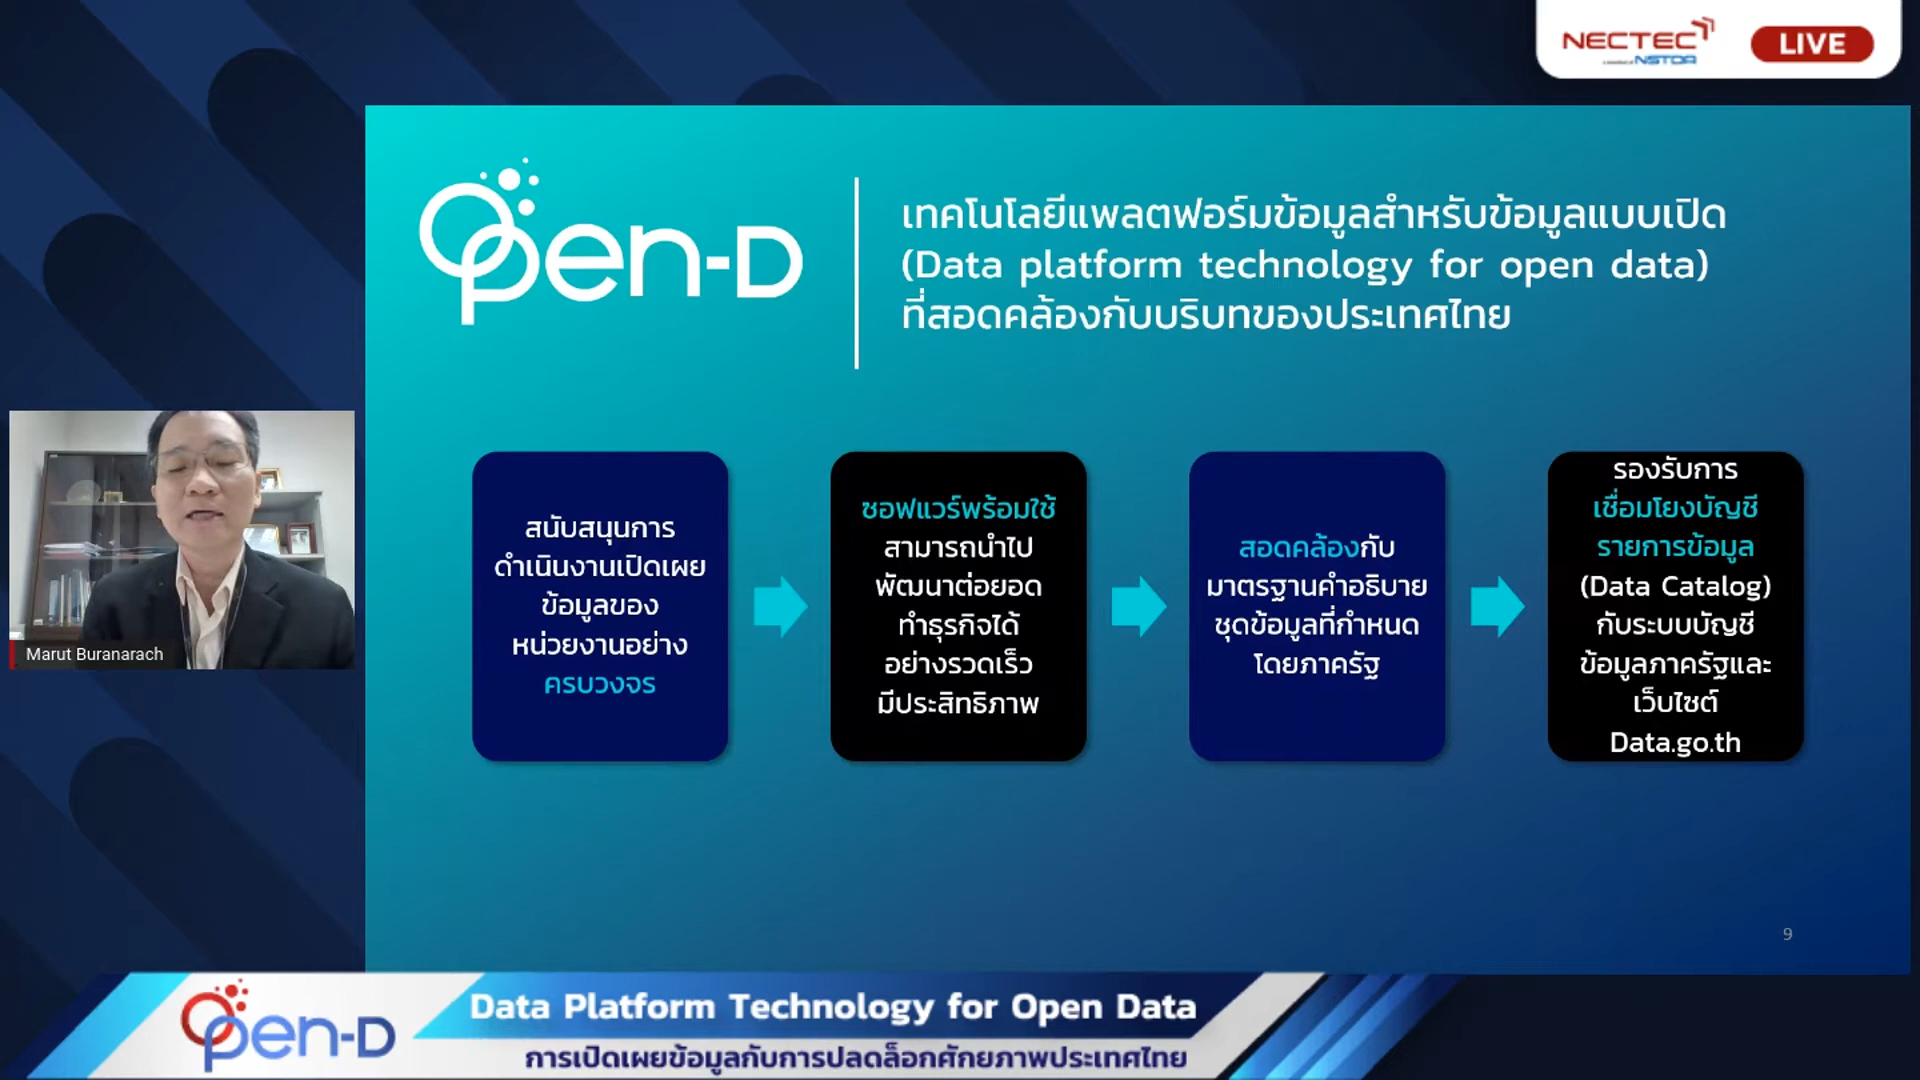 NECTEC
NSTDA
LIVE
Open-D
เทคโนโลยีแพลตฟอร์มข้อมูลสำหรับข้อมูลแบบเปิด
(Data platform technology for open data)
ที่สอดคล้องกับบริบทของประเทศไทย
สนับสนุนการ
ดำเนินงานเปิดเผย
ข้อมูลของ
หน่วยงานอย่าง
ครบวงจร
ซอฟแวร์พร้อมใช้
สามารถนำไป
พัฒนาต่อยอด
ทำธุรกิจได้
อย่างรวดเร็ว
มีประสิทธิภาพ
สอดคล้องกับ
มาตรฐานคำอธิบาย
ชุดข้อมูลที่กำหนด
โดยภาครัฐ
รองรับการ
เชื่อมโยงบัญชี
รายการข้อมูล
(Data Catalog)
กับระบบบัญชี
ข้อมูลภาครัฐและ
เว็บไซต์
Data.go.th
Marut Buranarach
9
Open-D
Data Platform Technology for Open Data
การเปิดเผยข้อมูลกับการปลดล็อกศักยภาพประเทศไทย